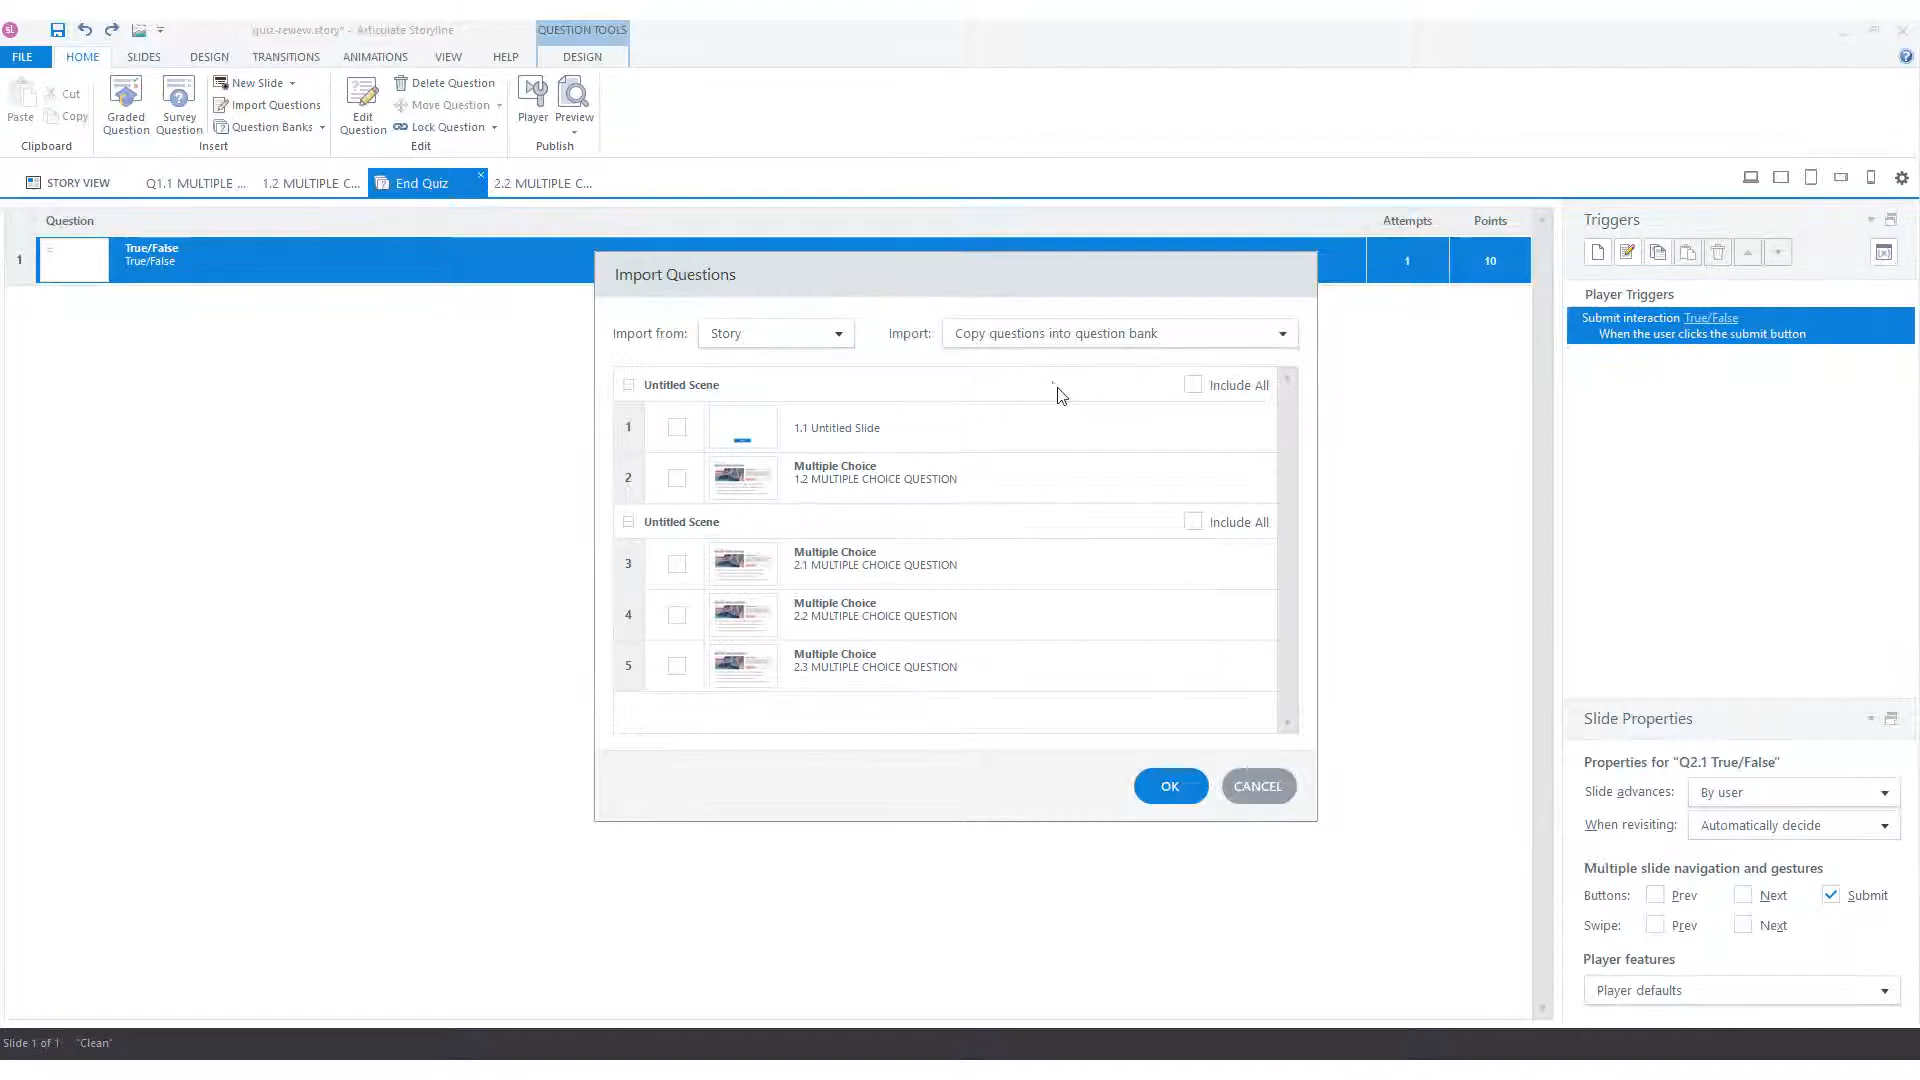 quiz-review.story* - Articulate Storyline
QUESTION TOOLS
FILE HOME SLIDES DESIGN TRANSITIONS ANIMATIONS VIEW HELP DESIGN
Paste
Cut
Copy
Clipboard
Graded Question
Survey Question
New Slide
Import Questions
Question Banks
Insert
Edit Question
Delete Question
Move Question
Lock Question
Edit
Player
Preview
Publish
STORY VIEW Q1.1 MULTIPLE ... 1.2 MULTIPLE C... End Quiz 2.2 MULTIPLE C...
Question Attempts Points
1 True/False 1 10
True/False
Import Questions
Import from: Story Import: Copy questions into question bank
Untitled Scene Include All
1 1.1 Untitled Slide
2 Multiple Choice
1.2 MULTIPLE CHOICE QUESTION
Untitled Scene Include All
3 Multiple Choice
2.1 MULTIPLE CHOICE QUESTION
4 Multiple Choice
2.2 MULTIPLE CHOICE QUESTION
5 Multiple Choice
2.3 MULTIPLE CHOICE QUESTION
OK CANCEL
Triggers
Player Triggers
Submit interaction True/False
When the user clicks the submit button
Slide Properties
Properties for "Q2.1 True/False"
Slide advances: By user
When revisiting: Automatically decide
Multiple slide navigation and gestures
Buttons: Prev Next Submit
Swipe: Prev Next
Player features
Player defaults
Slide 1 of 1 "Clean"